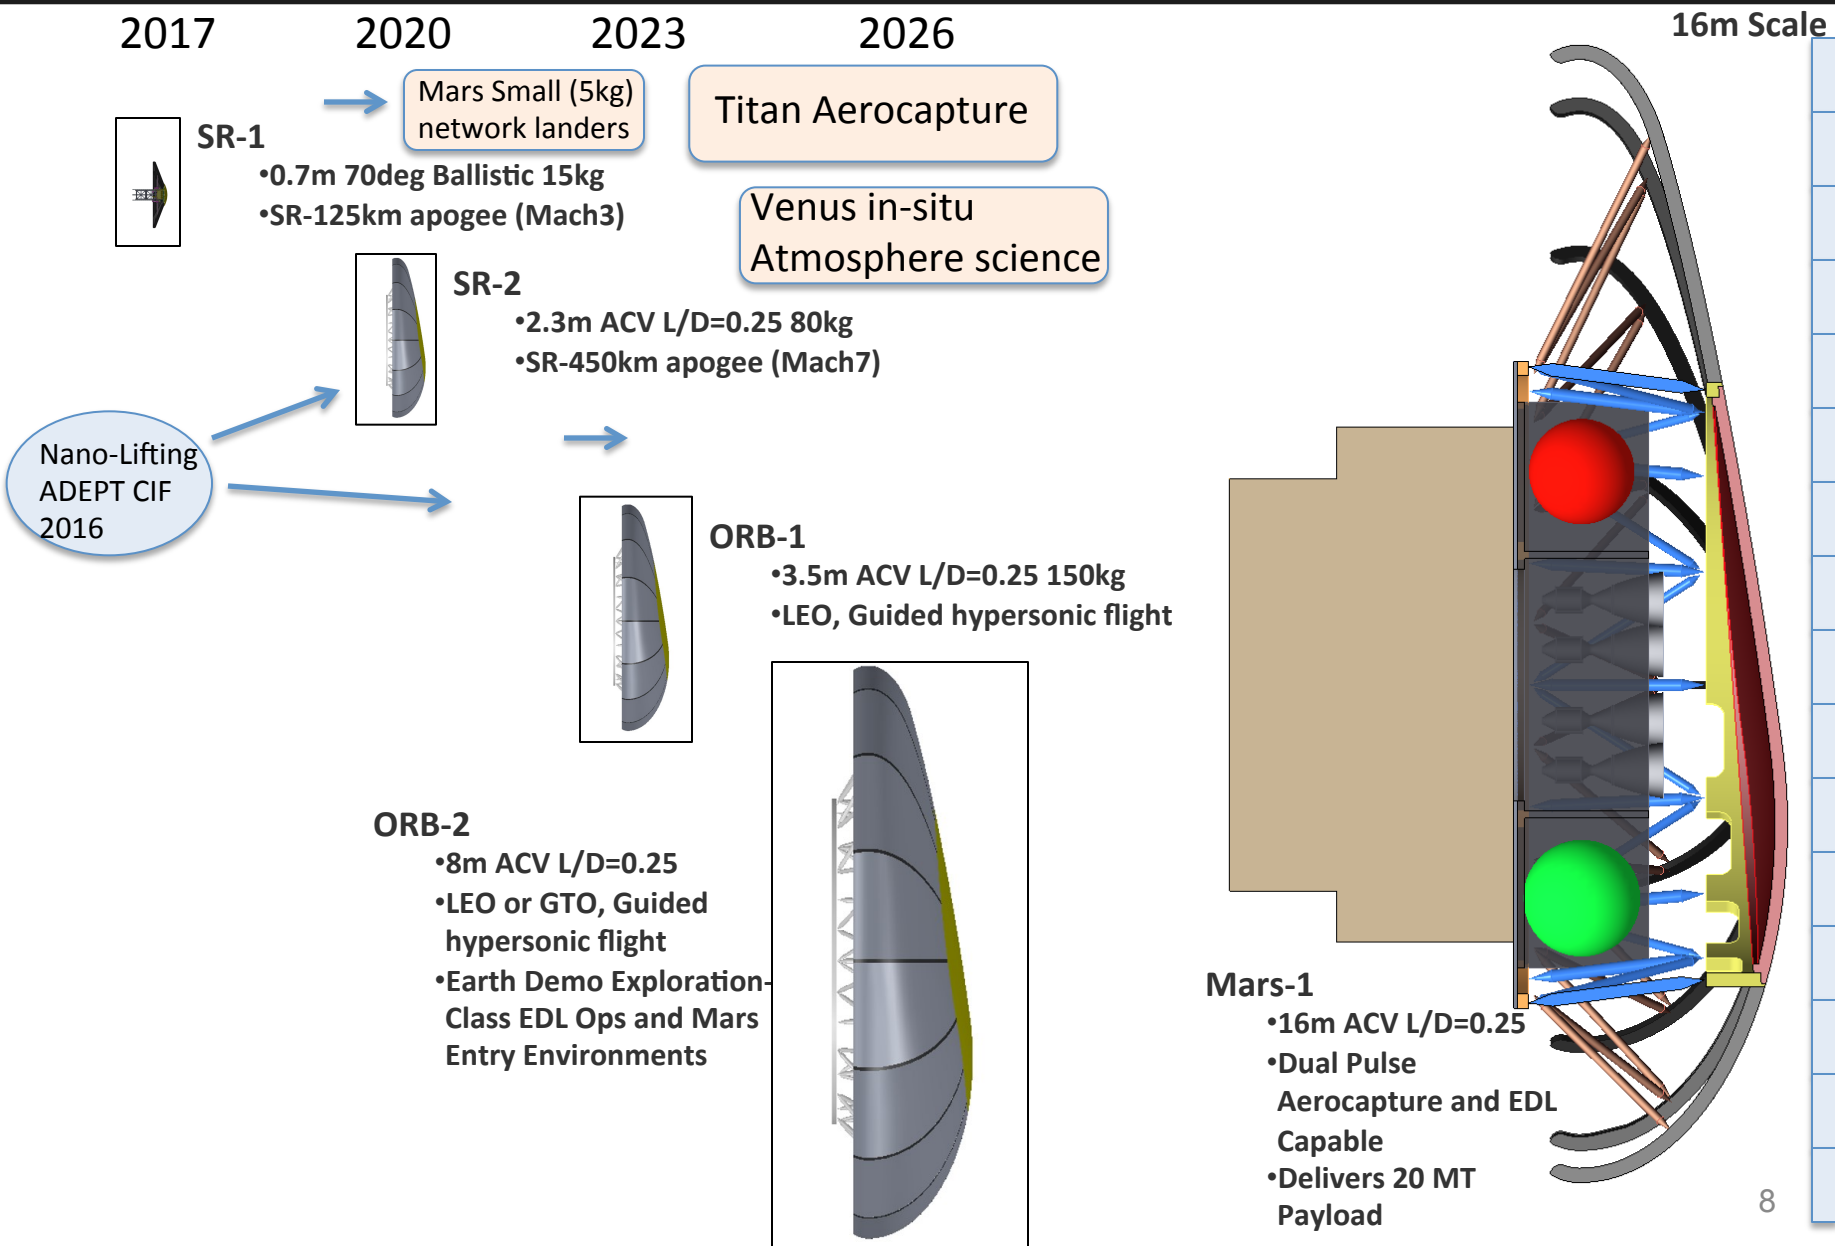 2017 2020 2023 2026
16m Scale
Mars Small (5kg)
network landers
Titan Aerocapture
SR-1
•0.7m 70deg Ballistic 15kg
•SR-125km apogee (Mach3)
Venus in-situ
Atmosphere science
SR-2
•2.3m ACV L/D=0.25 80kg
•SR-450km apogee (Mach7)
Nano-Lifting
ADEPT CIF
2016
ORB-1
•3.5m ACV L/D=0.25 150kg
•LEO, Guided hypersonic flight
ORB-2
•8m ACV L/D=0.25
•LEO or GTO, Guided
hypersonic flight
•Earth Demo Exploration-
Class EDL Ops and Mars
Entry Environments
Mars-1
•16m ACV L/D=0.25
•Dual Pulse
Aerocapture and EDL
Capable
•Delivers 20 MT
Payload
8